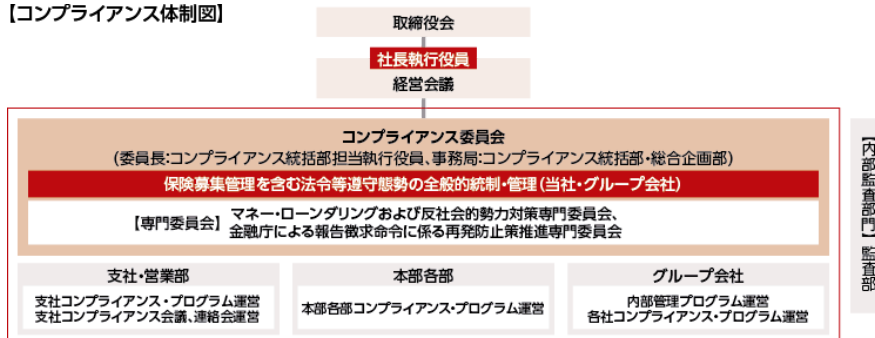 【コンプライアンス体制図】
取締役会
社長執行役員
経営会議
コンプライアンス委員会
(委員長:コンプライアンス統括部担当執行役員、事務局:コンプライアンス統括部・総合企画部)
保険募集管理を含む法令等遵守態勢の全般的統制・管理(当社・グループ会社)
【専門委員会】
マネー・ローンダリングおよび反社会的勢力対策専門委員会、
金融庁による報告徴求命令に係る再発防止策推進専門委員会
支社・営業部
支社コンプライアンス・プログラム運営
支社コンプライアンス会議、連絡会運営
本部各部
本部各部コンプライアンス・プログラム運営
グループ会社
内部管理プログラム運営
各社コンプライアンス・プログラム運営
【内部監査部門】監査部